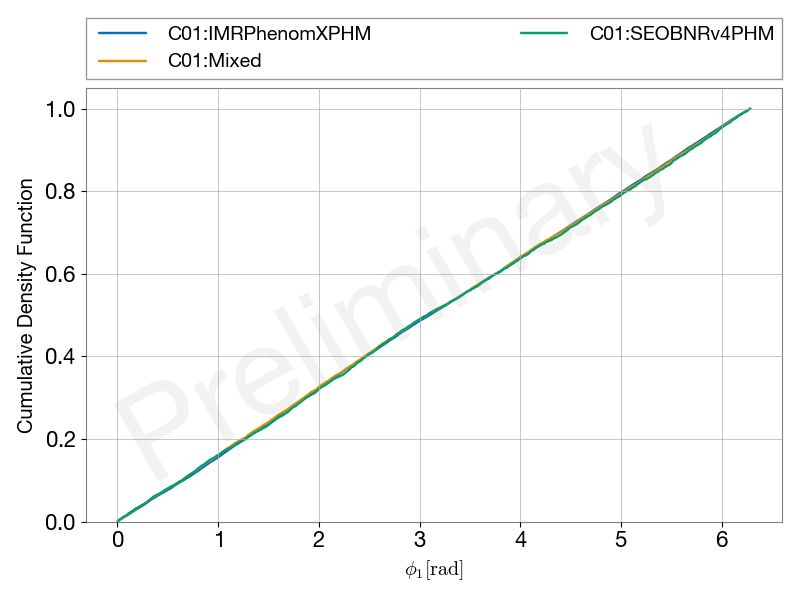 C01:IMRPhenomXPHM
C01:Mixed
C01:SEOBNRv4PHM
Preliminary
Cumulative Density Function
1.0
0.8
0.6
0.4
0.2
0.0
0 1 2 3 4 5 6
ϕ₁[rad]